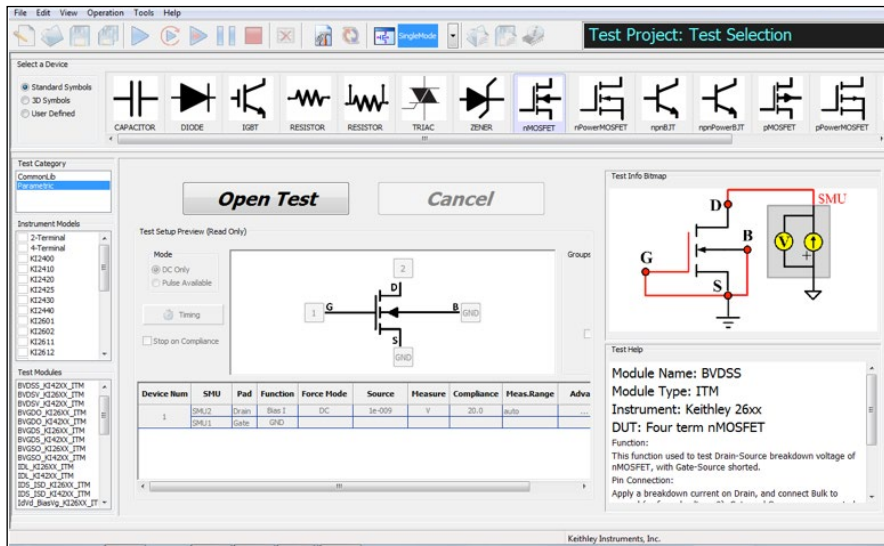 File Edit View Operation Tools Help
SingleMode
Test Project: Test Selection
Select a Device
Standard Symbols
3D Symbols
User Defined
CAPACITOR DIODE IGBT RESISTOR RESISTOR TRIAC ZENER nMOSFET nPowerMOSFET npnBJT npnPowerBJT pMOSFET pPowerMOSFET
Test Category
CommonLib
Parametric
Instrument Models
2-Terminal
4-Terminal
KI2400
KI2410
KI2420
KI2425
KI2430
KI2440
KI2601
KI2602
KI2611
KI2612
Test Modules
BVDSS_KI42XX_ITM
BVDSV_KI26XX_ITM
BVDSV_KI42XX_ITM
BVGDO_KI26XX_ITM
BVGDO_KI42XX_ITM
BVGDS_KI26XX_ITM
BVGDS_KI42XX_ITM
BVGSO_KI26XX_ITM
BVGSO_KI42XX_ITM
IDL_KI26XX_ITM
IDL_KI42XX_ITM
IDS_ISD_KI26XX_ITM
IDS_ISD_KI42XX_ITM
IdVd_BiasVg_KI26XX_IT
Open Test Cancel
Test Setup Preview (Read Only)
Mode
DC Only
Pulse Available
Timing
Stop on Compliance
2
D
1 G B GND
S
GND
Groups
Device Num SMU Pad Function Force Mode Source Measure Compliance Meas.Range Adva
1 SMU2 Drain Bias I DC 1e-009 V 20.0 auto ...
SMU1 Gate GND
Test Info Bitmap
SMU
D
B
V
G
S
Test Help
Module Name: BVDSS
Module Type: ITM
Instrument: Keithley 26xx
DUT: Four term nMOSFET
Function:
This function used to test Drain-Source breakdown voltage of
nMOSFET, with Gate-Source shorted.
Pin Connection:
Apply a breakdown current on Drain, and connect Bulk to
Keithley Instruments, Inc.